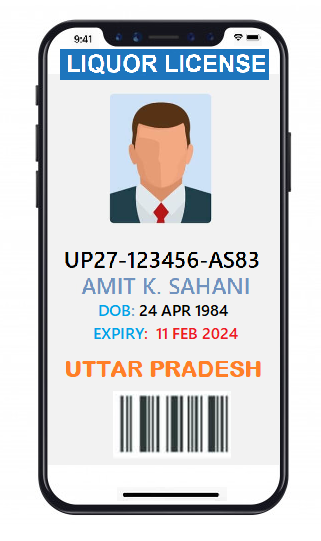 9:41
LIQUOR LICENSE
UP27-123456-AS83
AMIT K. SAHANI
DOB: 24 APR 1984
EXPIRY: 11 FEB 2024
UTTAR PRADESH